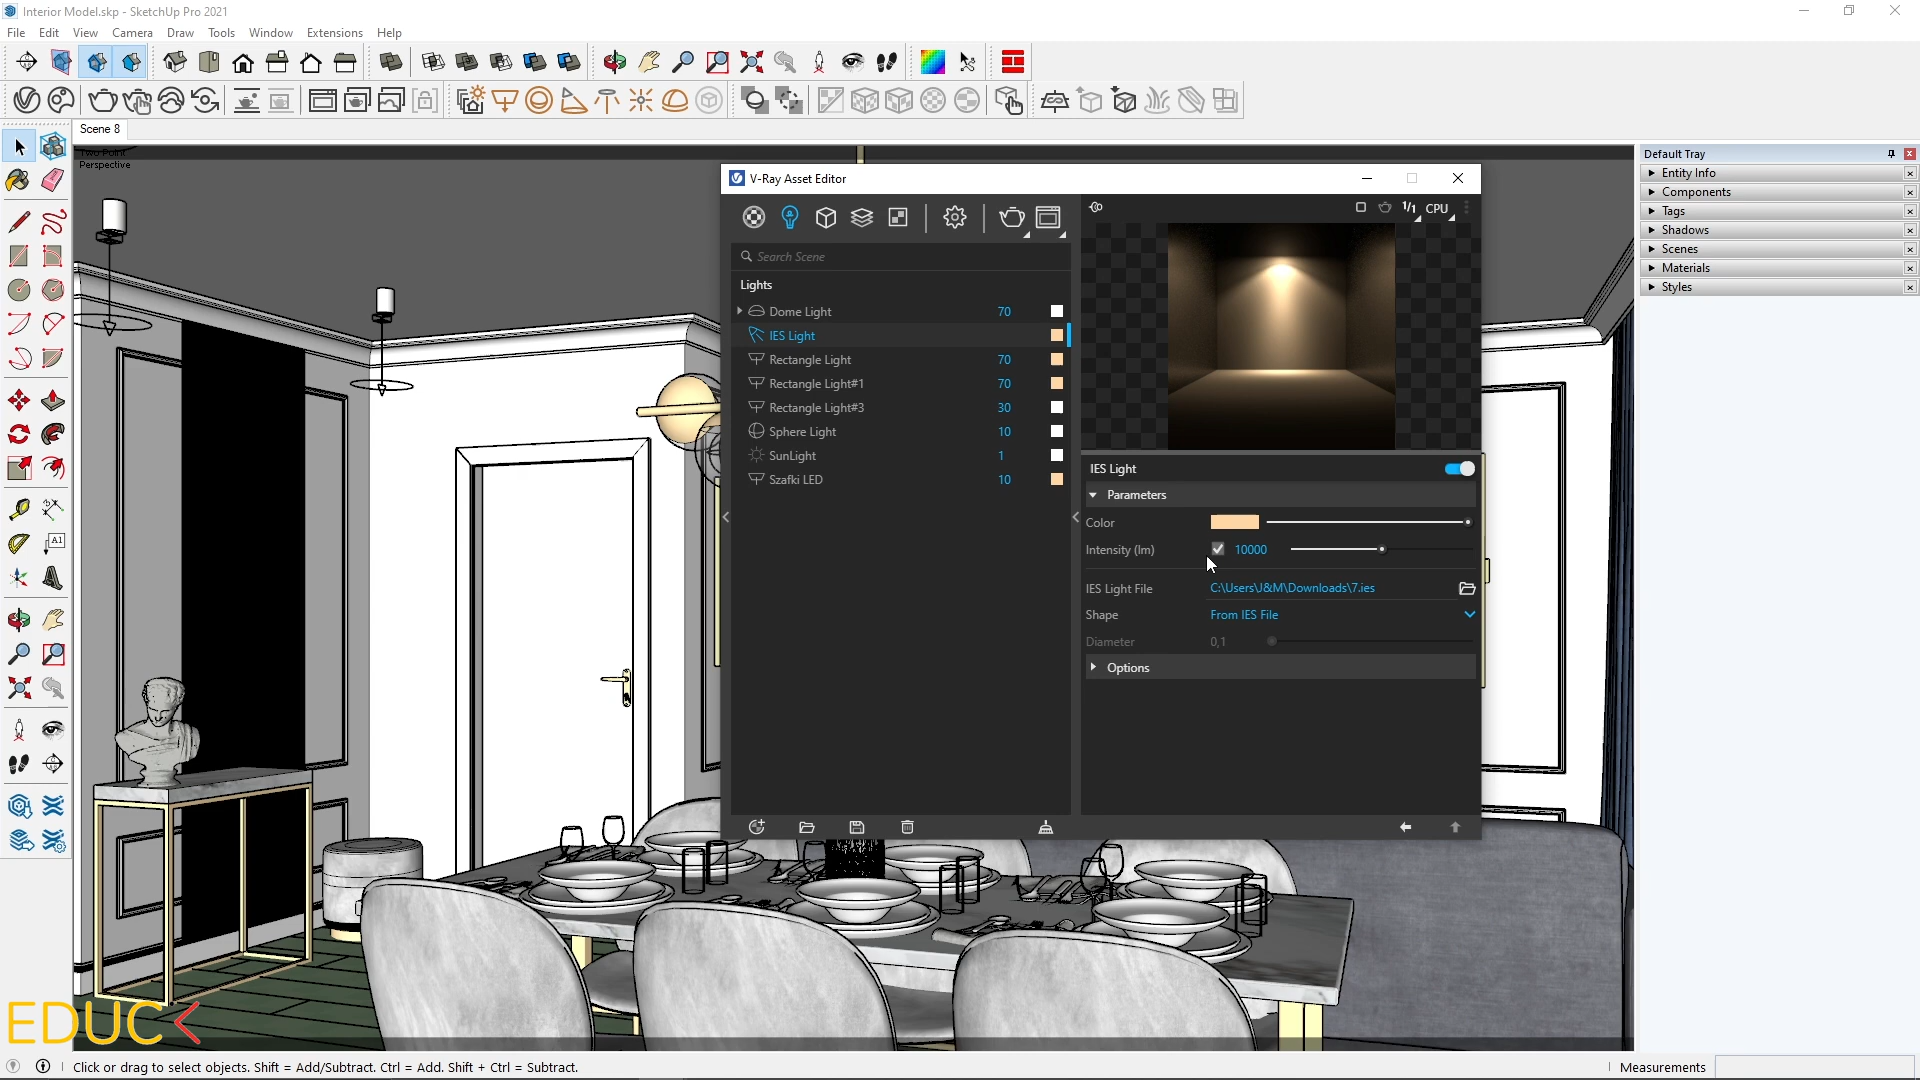 Interior Model.skp - SketchUp Pro 2021
File Edit View Camera Draw Tools Window Extensions Help
Scene 8
Two Point
Perspective
Default Tray
Entity Info
Components
Tags
Shadows
Scenes
Materials
Styles
V-Ray Asset Editor
1/1 CPU
Search Scene
Lights
Dome Light 70
IES Light
Rectangle Light 70
Rectangle Light#1 70
Rectangle Light#3 30
Sphere Light 10
SunLight 1
Szafki LED 10
IES Light
Parameters
Color
Intensity (lm) 10000
IES Light File C:\Users\J&M\Downloads\7.ies
Shape From IES File
Diameter 0,1
Options
A1
EDUC
Click or drag to select objects. Shift = Add/Subtract. Ctrl = Add. Shift + Ctrl = Subtract.
Measurements